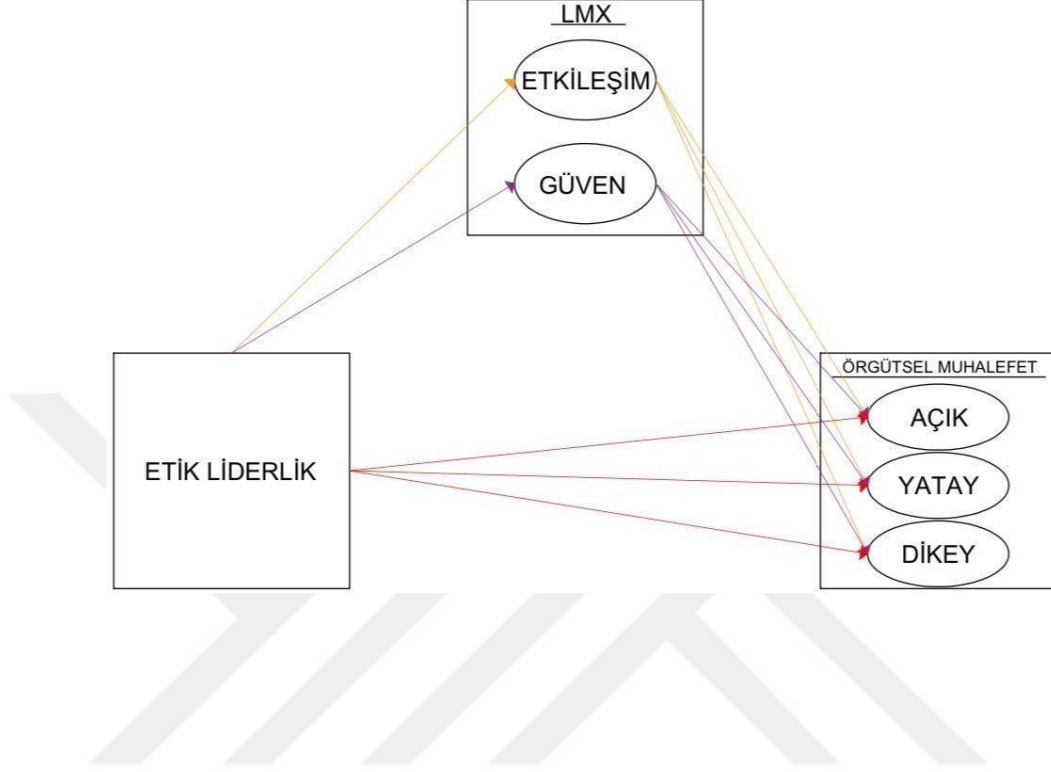 LMX
ETKİLEŞİM
GÜVEN
ETİK LİDERLİK
ÖRGÜTSEL MUHALEFET
AÇIK
YATAY
DİKEY